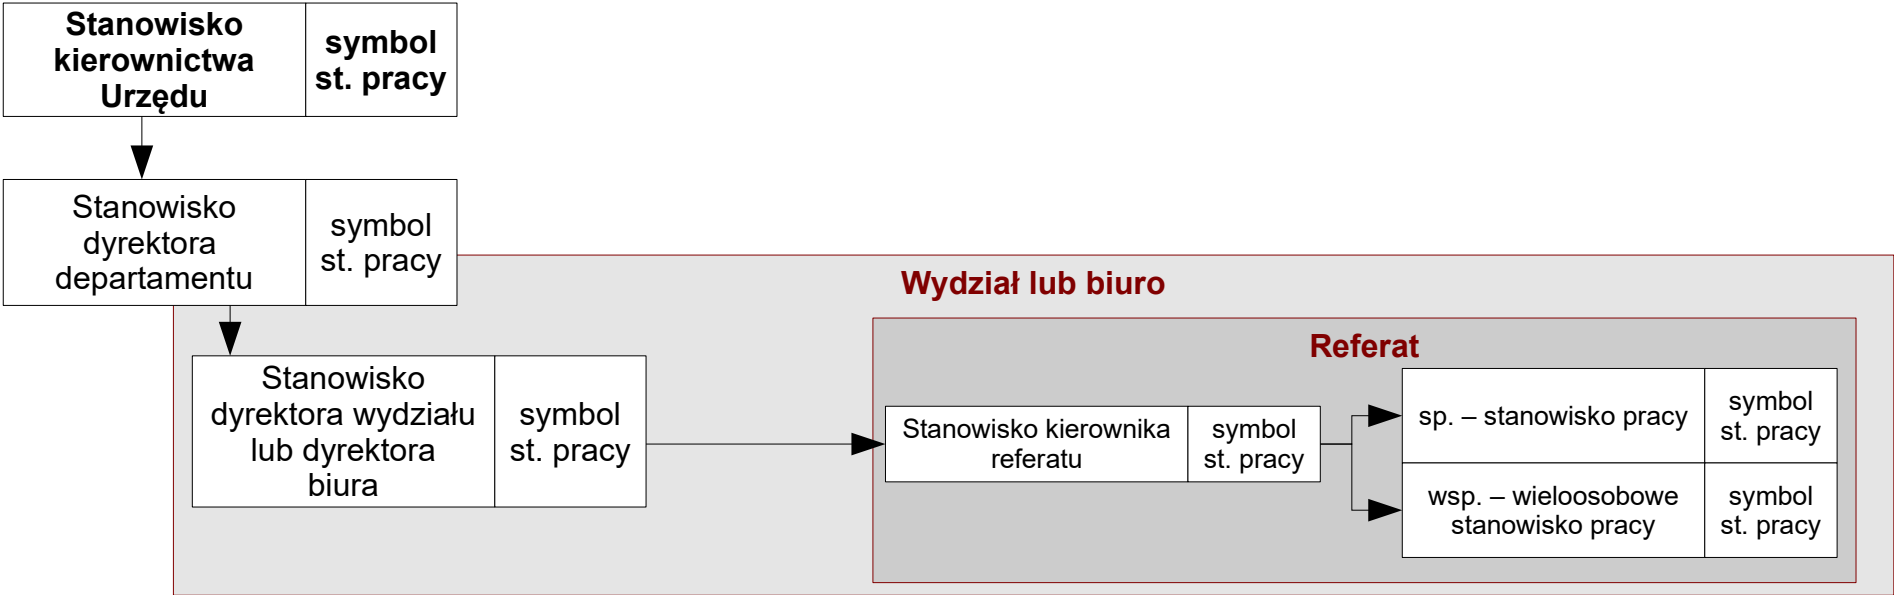 Stanowisko
kierownictwa
Urzędu
symbol
st. pracy
Stanowisko
dyrektora
departamentu
symbol
st. pracy
Wydział lub biuro
Stanowisko
dyrektora wydziału
lub dyrektora
biura
symbol
st. pracy
Referat
Stanowisko kierownika
referatu
symbol
st. pracy
sp. – stanowisko pracy
symbol
st. pracy
wsp. – wieloosobowe
stanowisko pracy
symbol
st. pracy